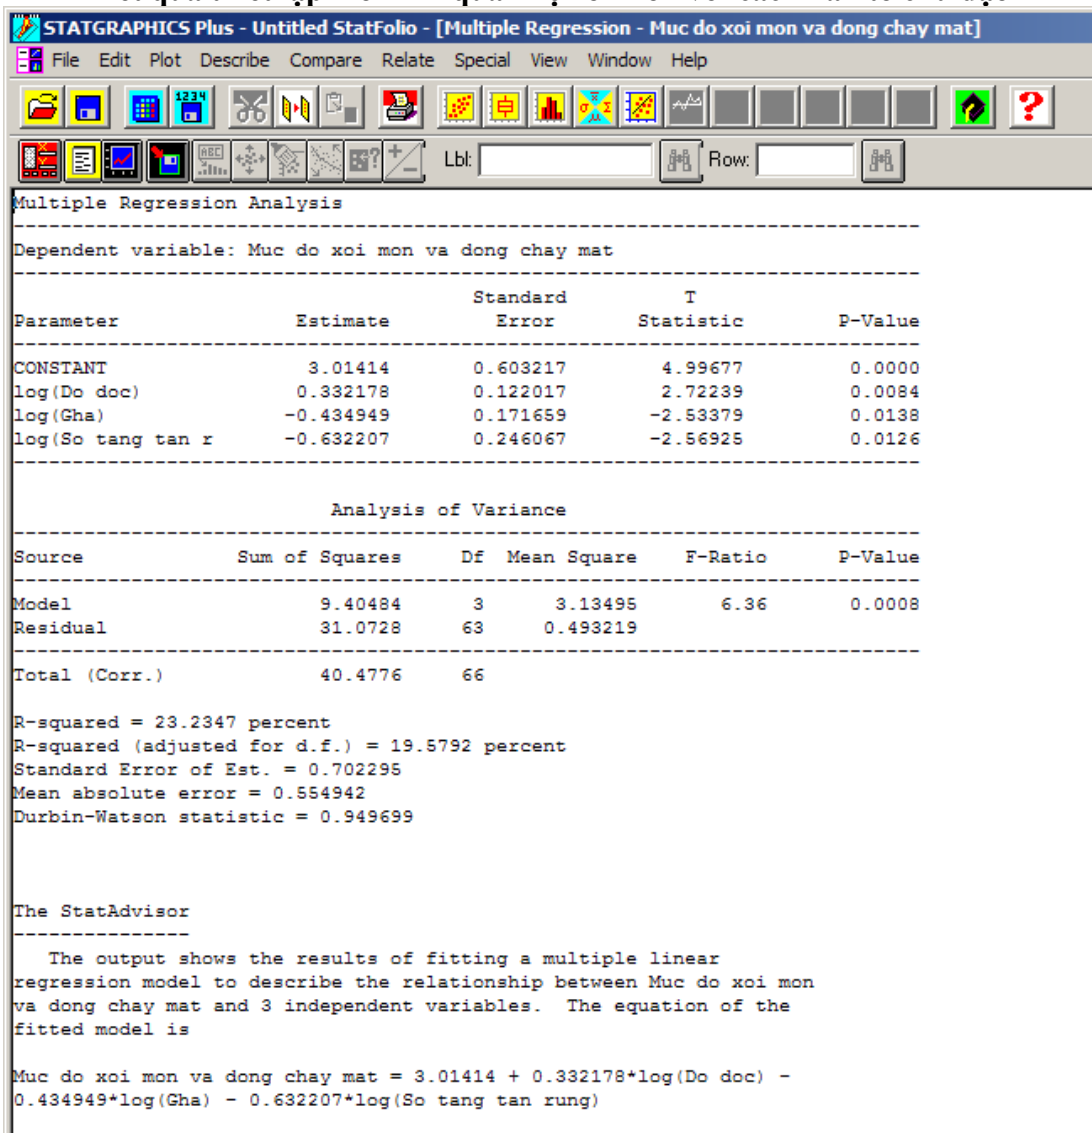 STATGRAPHICS Plus - Untitled StatFolio - [Multiple Regression - Muc do xoi mon va dong chay mat]
File Edit Plot Describe Compare Relate Special View Window Help
Lbl: Row:
Multiple Regression Analysis
Dependent variable: Muc do xoi mon va dong chay mat
Standard T
Parameter Estimate Error Statistic P-Value
CONSTANT 3.01414 0.603217 4.99677 0.0000
log(Do doc) 0.332178 0.122017 2.72239 0.0084
log(Gha) -0.434949 0.171659 -2.53379 0.0138
log(So tang tan r -0.632207 0.246067 -2.56925 0.0126
Analysis of Variance
Source Sum of Squares Df Mean Square F-Ratio P-Value
Model 9.40484 3 3.13495 6.36 0.0008
Residual 31.0728 63 0.493219
Total (Corr.) 40.4776 66
R-squared = 23.2347 percent
R-squared (adjusted for d.f.) = 19.5792 percent
Standard Error of Est. = 0.702295
Mean absolute error = 0.554942
Durbin-Watson statistic = 0.949699
The StatAdvisor
The output shows the results of fitting a multiple linear
regression model to describe the relationship between Muc do xoi mon
va dong chay mat and 3 independent variables. The equation of the
fitted model is
Muc do xoi mon va dong chay mat = 3.01414 + 0.332178*log(Do doc) -
0.434949*log(Gha) - 0.632207*log(So tang tan rung)